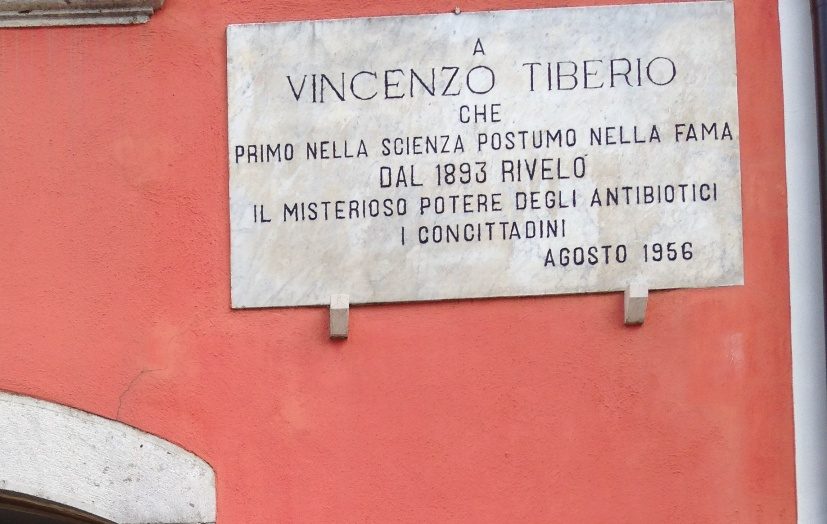 A
VINCENZO TIBERIO
CHE
PRIMO NELLA SCIENZA POSTUMO NELLA FAMA
DAL 1893 RIVELÓ
IL MISTERIOSO POTERE DEGLI ANTIBIOTICI
I CONCITTADINI
AGOSTO 1956